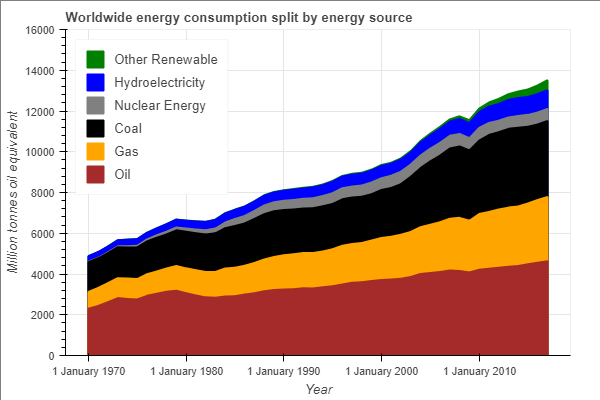 Worldwide energy consumption split by energy source
16000
14000
12000
10000
8000
6000
4000
2000
0
Million tonnes oil equivalent
Other Renewable
Hydroelectricity
Nuclear Energy
Coal
Gas
Oil
1 January 1970
1 January 1980
1 January 1990
1 January 2000
1 January 2010
Year